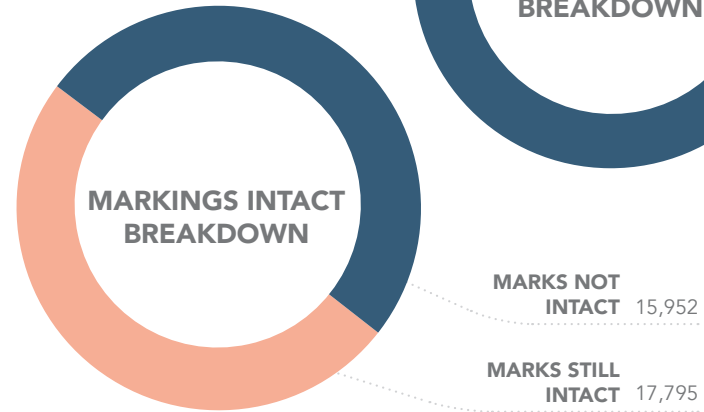 BREAKDOWN
MARKINGS INTACT
BREAKDOWN
MARKS NOT
INTACT 15,952
MARKS STILL
INTACT 17,795